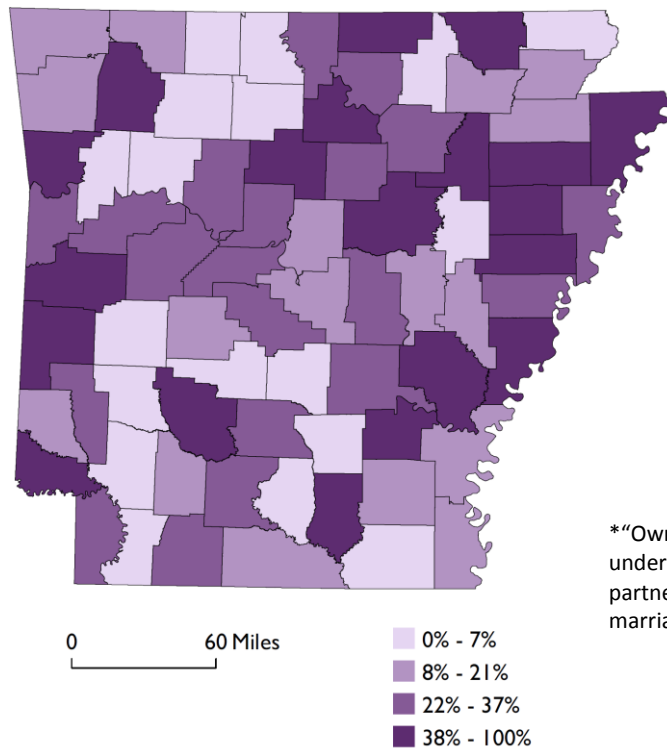 *“Own
under
partne
marria
0 60 Miles
0% - 7%
8% - 21%
22% - 37%
38% - 100%